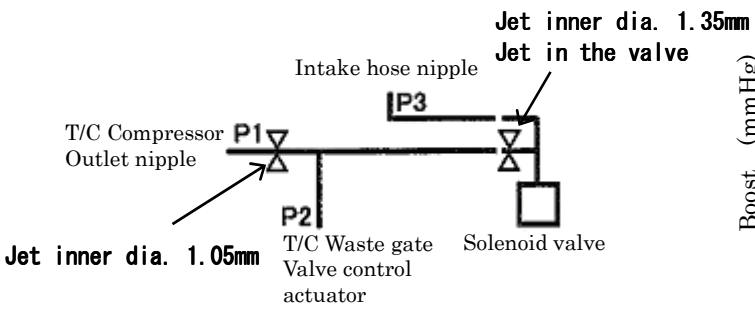 Jet inner dia. 1.35mm
Jet in the valve
Intake hose nipple
P3
T/C Compressor
Outlet nipple
P1
P2
Jet inner dia. 1.05mm
T/C Waste gate
Valve control
actuator
Solenoid valve
Boost (mmHg)